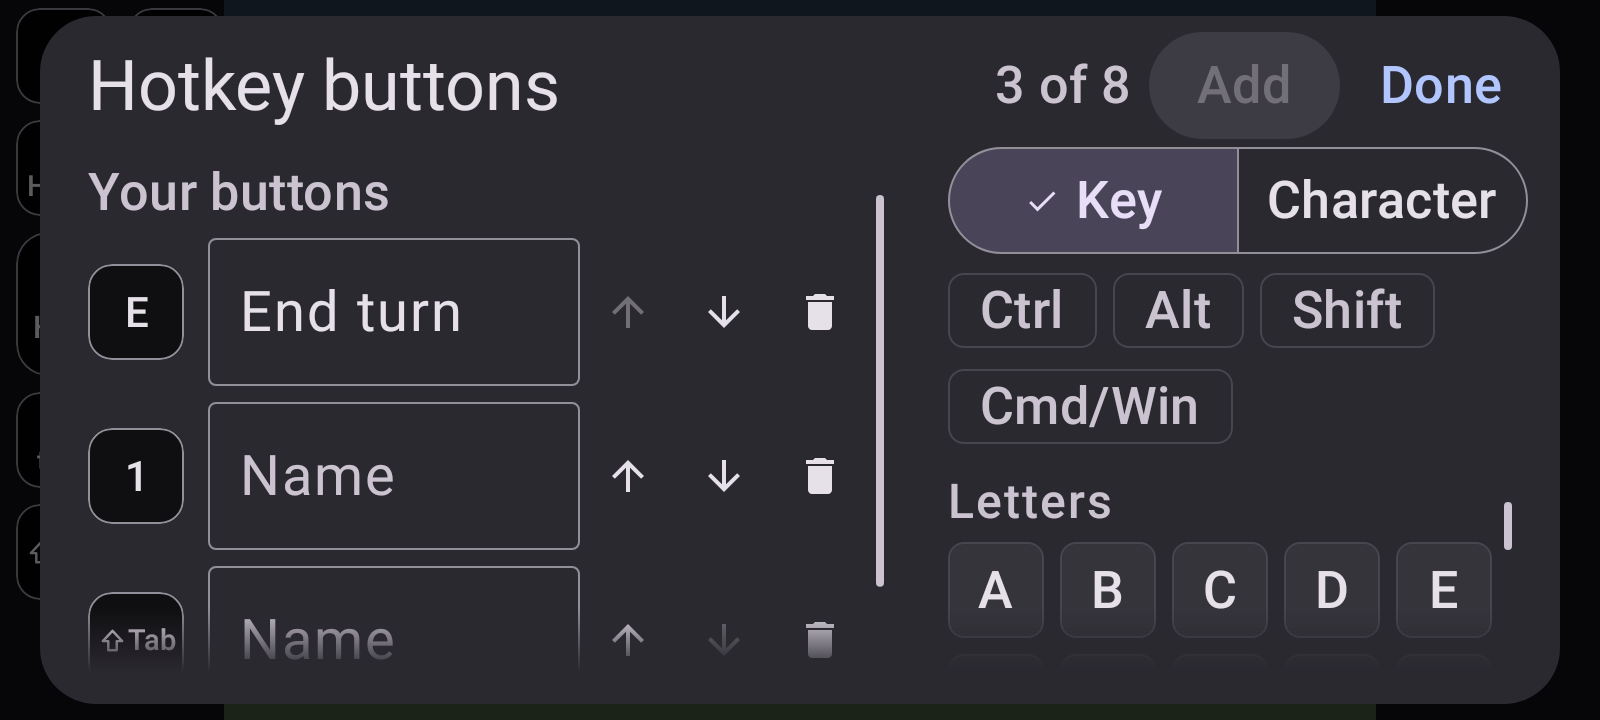 Hotkey buttons
3 of 8
Add
Done
Your buttons
Key
Character
E
End turn
Ctrl
Alt
Shift
Cmd/Win
1
Name
Letters
A
B
C
D
E
Tab
Name